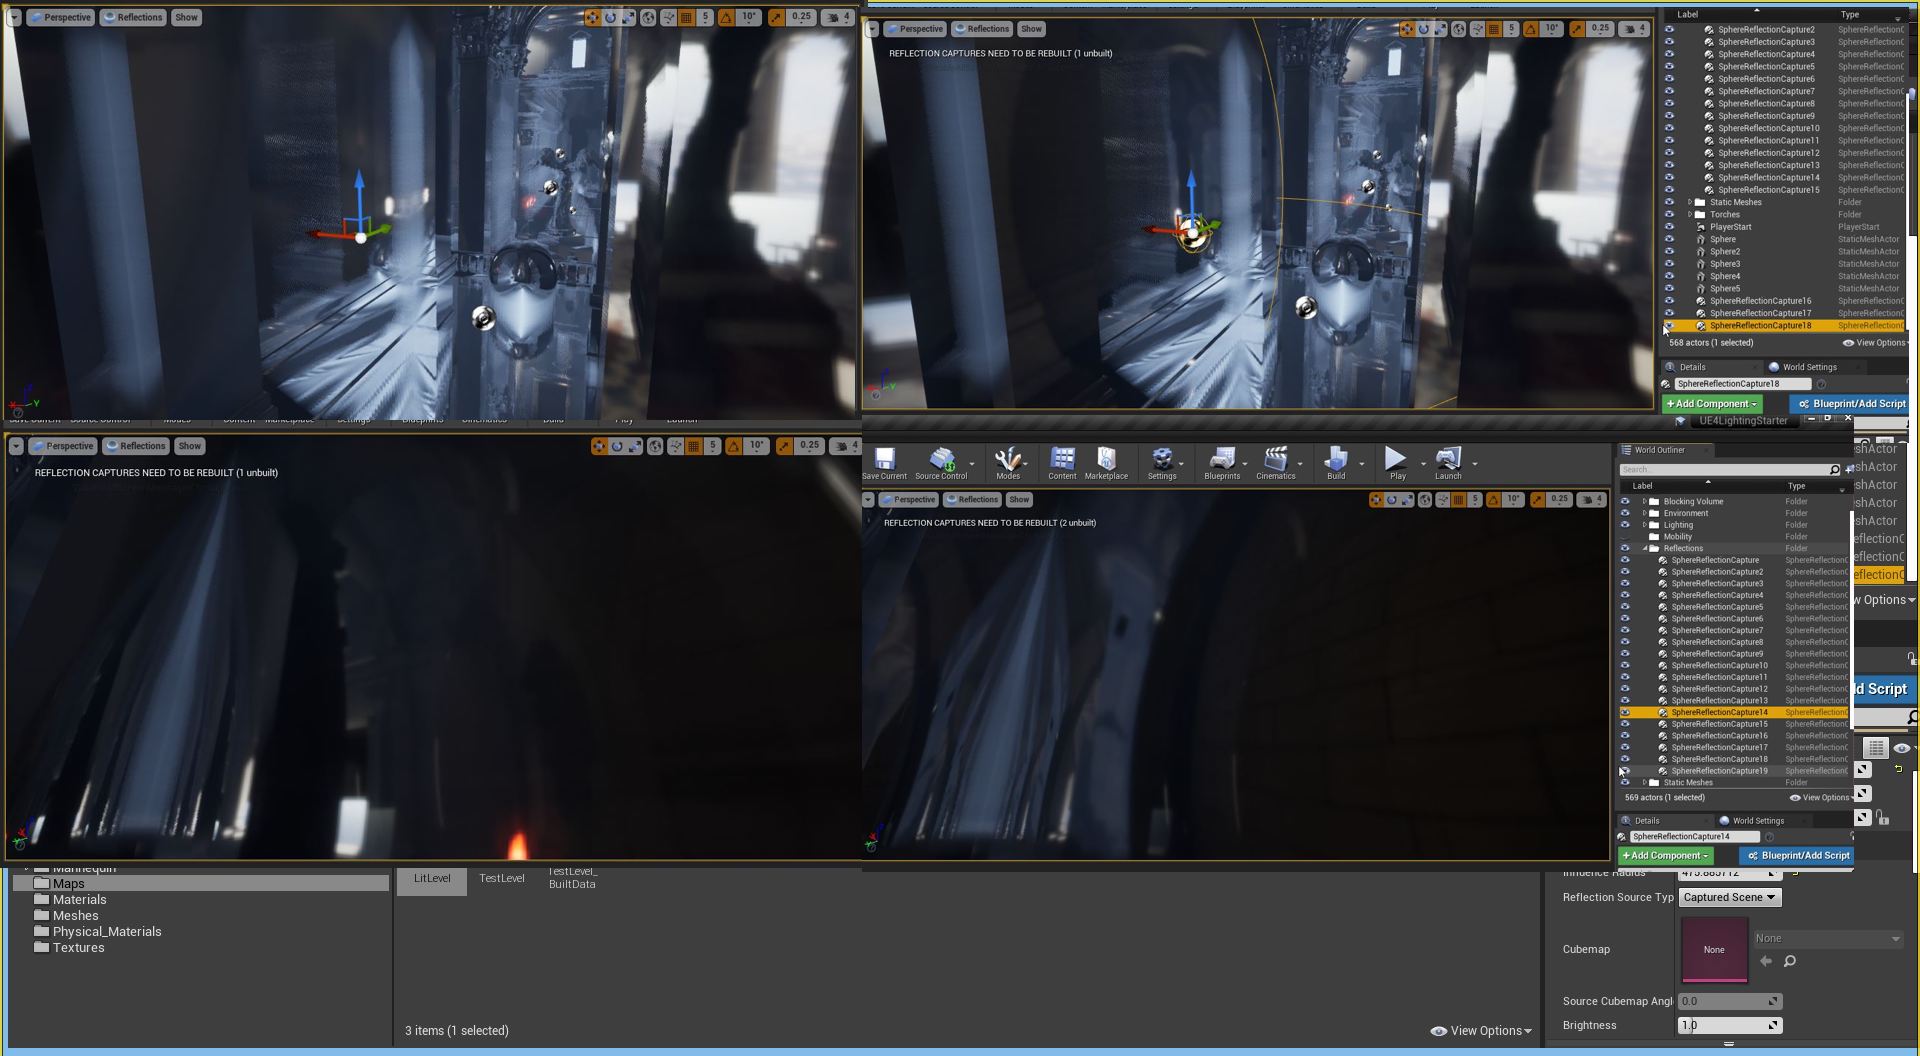 Perspective Reflections Show 5 10° 0.25 4
Perspective Reflections Show 5 10° 0.25 4
REFLECTION CAPTURES NEED TO BE REBUILT (1 unbuilt)
Label Type
SphereReflectionCapture2 SphereReflectionC
SphereReflectionCapture3 SphereReflectionC
SphereReflectionCapture4 SphereReflectionC
SphereReflectionCapture5 SphereReflectionC
SphereReflectionCapture6 SphereReflectionC
SphereReflectionCapture7 SphereReflectionC
SphereReflectionCapture8 SphereReflectionC
SphereReflectionCapture9 SphereReflectionC
SphereReflectionCapture10 SphereReflectionC
SphereReflectionCapture11 SphereReflectionC
SphereReflectionCapture12 SphereReflectionC
SphereReflectionCapture13 SphereReflectionC
SphereReflectionCapture14 SphereReflectionC
SphereReflectionCapture15 SphereReflectionC
Static Meshes Folder
Torches Folder
PlayerStart PlayerStart
Sphere StaticMeshActor
Sphere2 StaticMeshActor
Sphere3 StaticMeshActor
Sphere4 StaticMeshActor
Sphere5 StaticMeshActor
SphereReflectionCapture16 SphereReflectionC
SphereReflectionCapture17 SphereReflectionC
SphereReflectionCapture18 SphereReflectionC
568 actors (1 selected) View Options
Details World Settings
SphereReflectionCapture18
+Add Component Blueprint/Add Script
UE4LightingStarter
Perspective Reflections Show 5 10° 0.25 4
REFLECTION CAPTURES NEED TO BE REBUILT (1 unbuilt)
Save Current Source Control Modes Content Marketplace Settings Blueprints Cinematics Build Play Launch
Perspective Reflections Show 5 10° 0.25 4
REFLECTION CAPTURES NEED TO BE REBUILT (2 unbuilt)
World Outliner
Search...
Label Type
Blocking Volume Folder
Environment Folder
Lighting Folder
Mobility Folder
Reflections Folder
SphereReflectionCapture SphereReflectionC
SphereReflectionCapture2 SphereReflectionC
SphereReflectionCapture3 SphereReflectionC
SphereReflectionCapture4 SphereReflectionC
SphereReflectionCapture5 SphereReflectionC
SphereReflectionCapture6 SphereReflectionC
SphereReflectionCapture7 SphereReflectionC
SphereReflectionCapture8 SphereReflectionC
SphereReflectionCapture9 SphereReflectionC
SphereReflectionCapture10 SphereReflectionC
SphereReflectionCapture11 SphereReflectionC
SphereReflectionCapture12 SphereReflectionC
SphereReflectionCapture13 SphereReflectionC
SphereReflectionCapture14 SphereReflectionC
SphereReflectionCapture15 SphereReflectionC
SphereReflectionCapture16 SphereReflectionC
SphereReflectionCapture17 SphereReflectionC
SphereReflectionCapture18 SphereReflectionC
SphereReflectionCapture19 SphereReflectionC
Static Meshes Folder
569 actors (1 selected) View Options
Details World Settings
SphereReflectionCapture14
+Add Component Blueprint/Add Script
shActor
shActor
eshActor
eshActor
eshActor
eflectionC
eflectionC
eflectionC
w Options
dd Script
Mannequin
Maps
Materials
Meshes
Physical_Materials
Textures
LitLevel TestLevel TestLevel_
BuiltData
3 items (1 selected) View Options
Influence Radius 475.885712
Reflection Source Typ Captured Scene
Cubemap None None
Source Cubemap Angl 0.0
Brightness 1.0